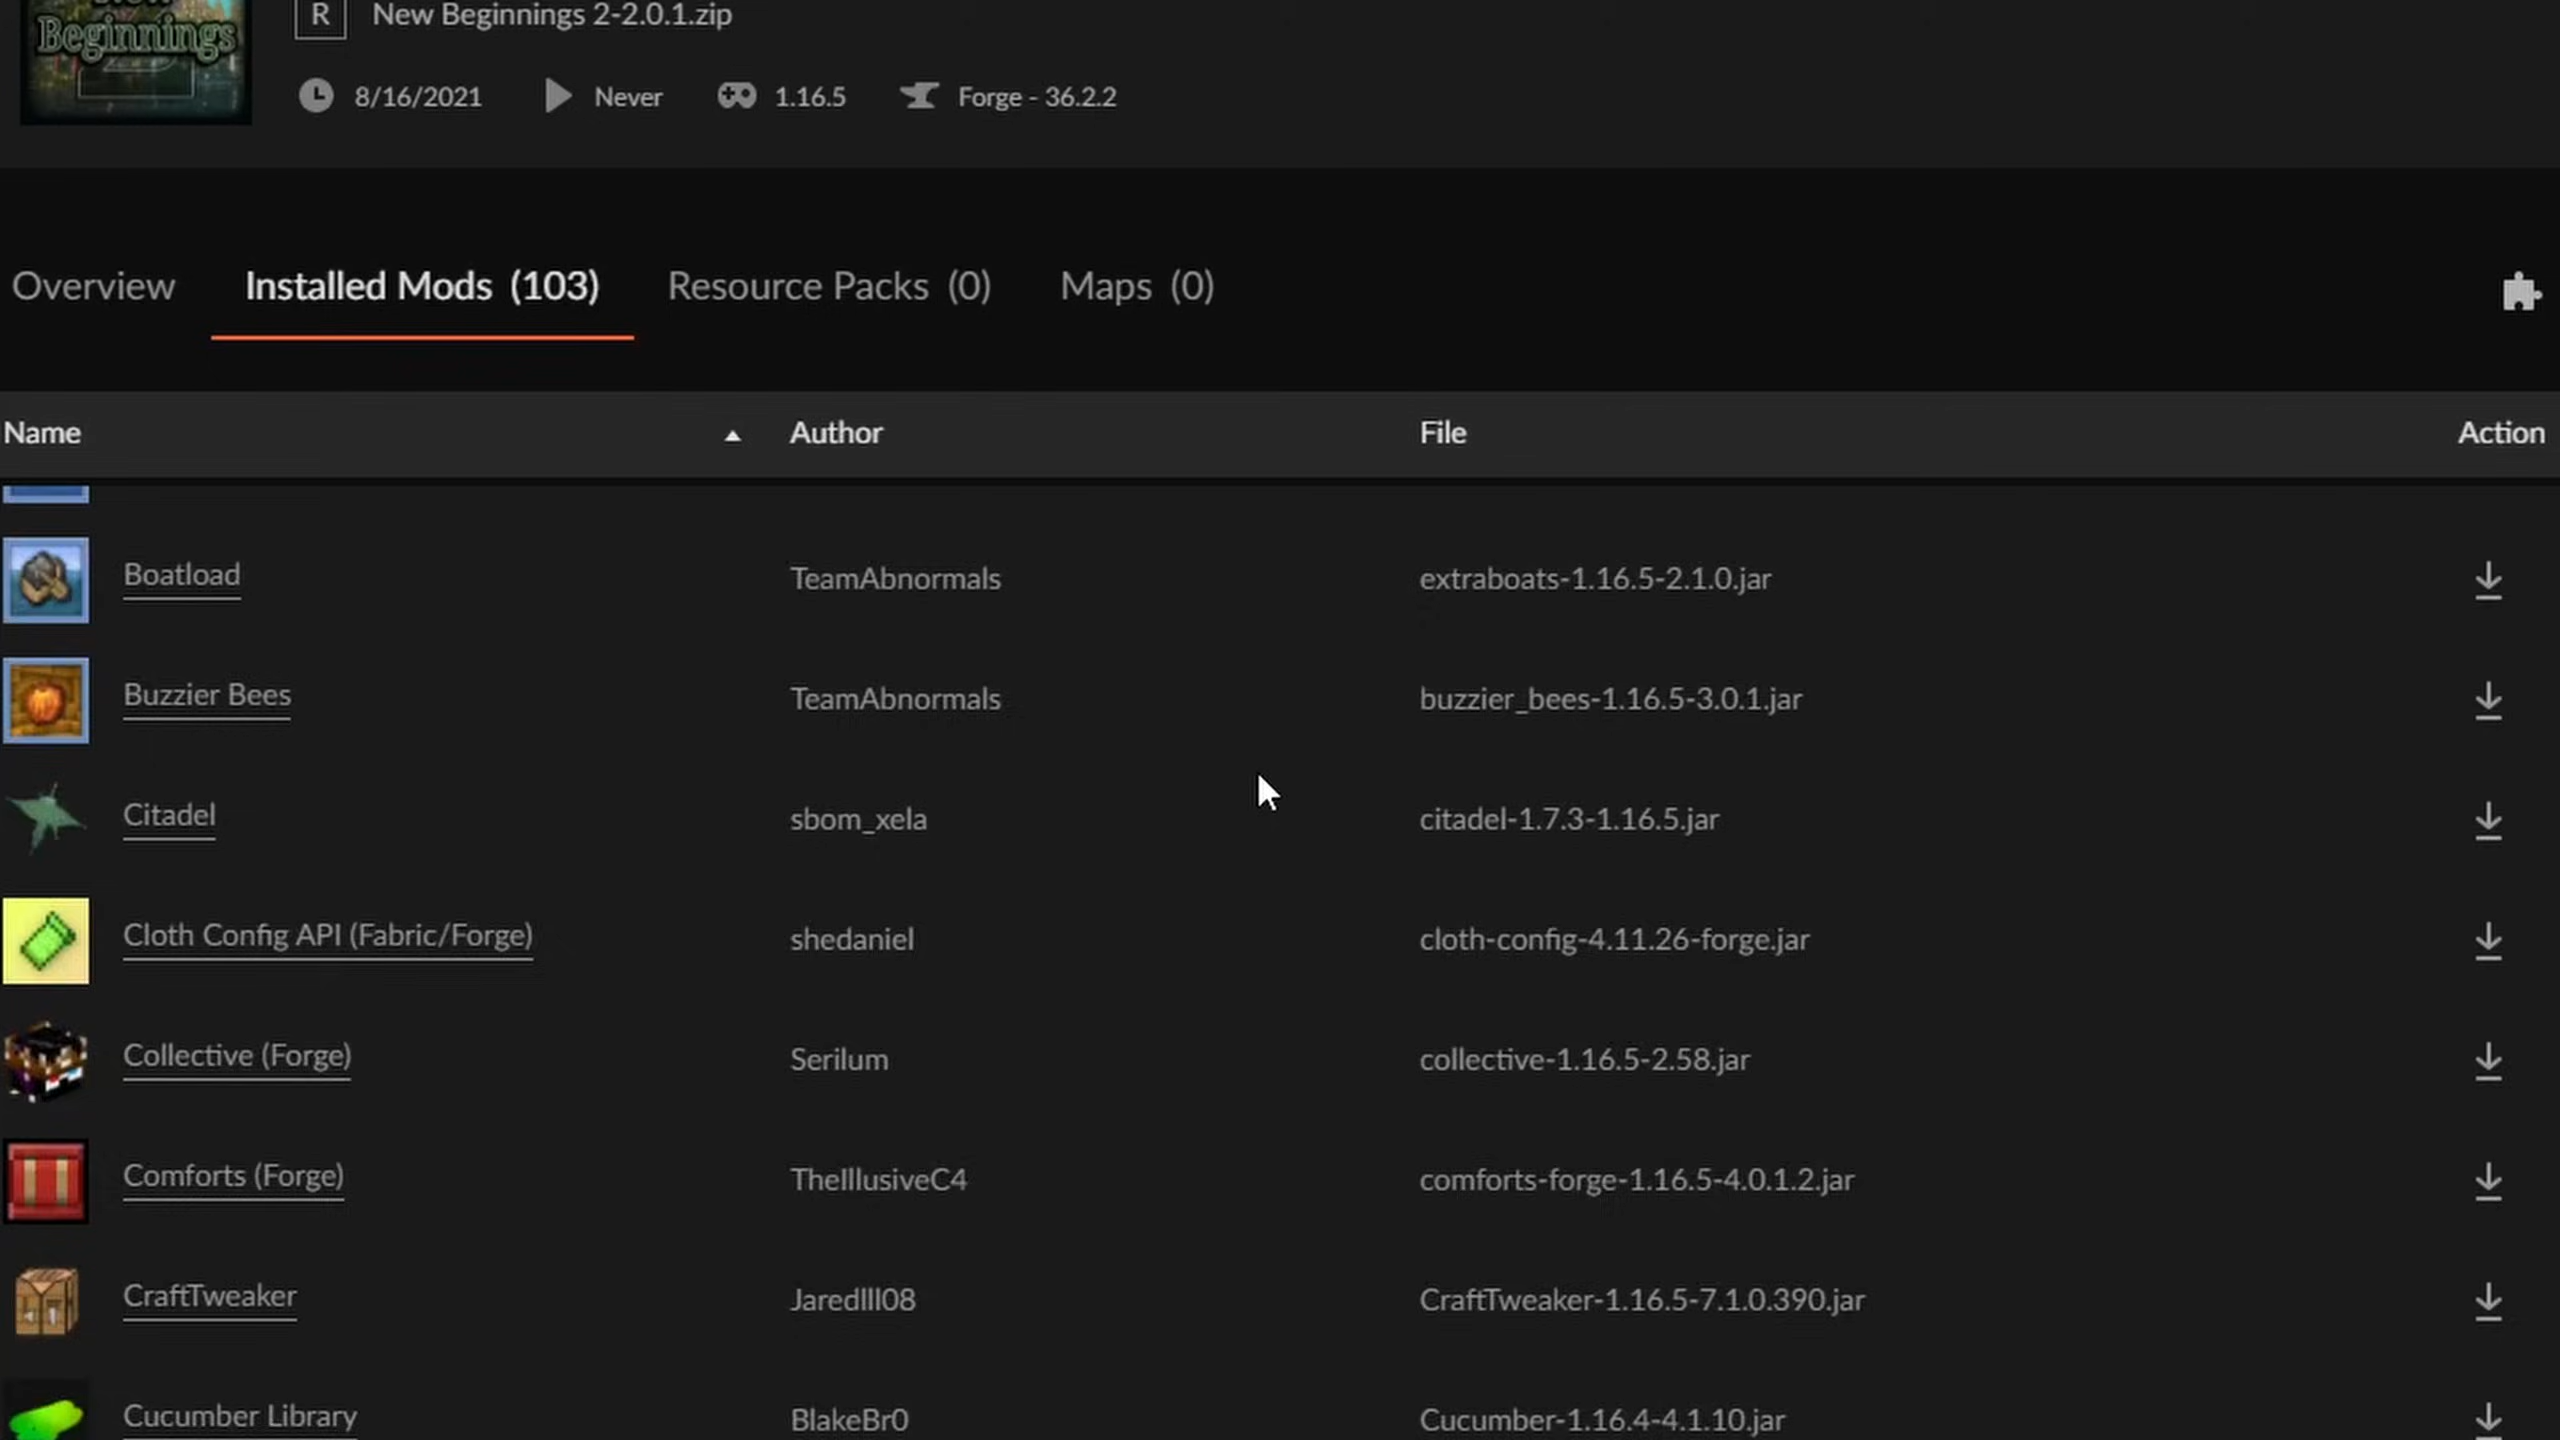 Beginnings
R New Beginnings 2-2.0.1.zip
8/16/2021 Never 1.16.5 Forge - 36.2.2
Overview Installed Mods (103) Resource Packs (0) Maps (0)
Name Author File Action
Boatload TeamAbnormals extraboats-1.16.5-2.1.0.jar
Buzzier Bees TeamAbnormals buzzier_bees-1.16.5-3.0.1.jar
Citadel sbom_xela citadel-1.7.3-1.16.5.jar
Cloth Config API (Fabric/Forge) shedaniel cloth-config-4.11.26-forge.jar
Collective (Forge) Serilum collective-1.16.5-2.58.jar
Comforts (Forge) TheIllusiveC4 comforts-forge-1.16.5-4.0.1.2.jar
CraftTweaker Jaredlll08 CraftTweaker-1.16.5-7.1.0.390.jar
Cucumber Library BlakeBr0 Cucumber-1.16.4-4.1.10.jar